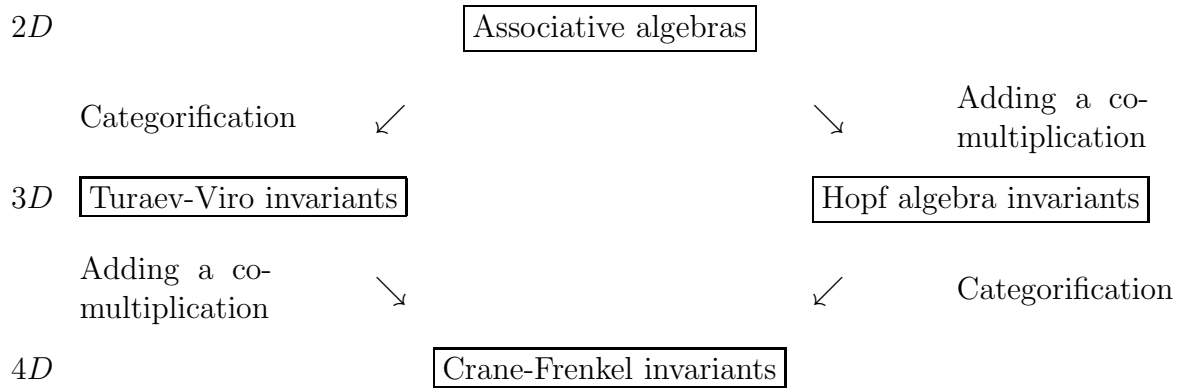 2D Associative algebras
Categorification ↙ ↘ Adding a co-
multiplication
3D Turaev-Viro invariants Hopf algebra invariants
Adding a co-
multiplication ↘ ↙ Categorification
4D Crane-Frenkel invariants